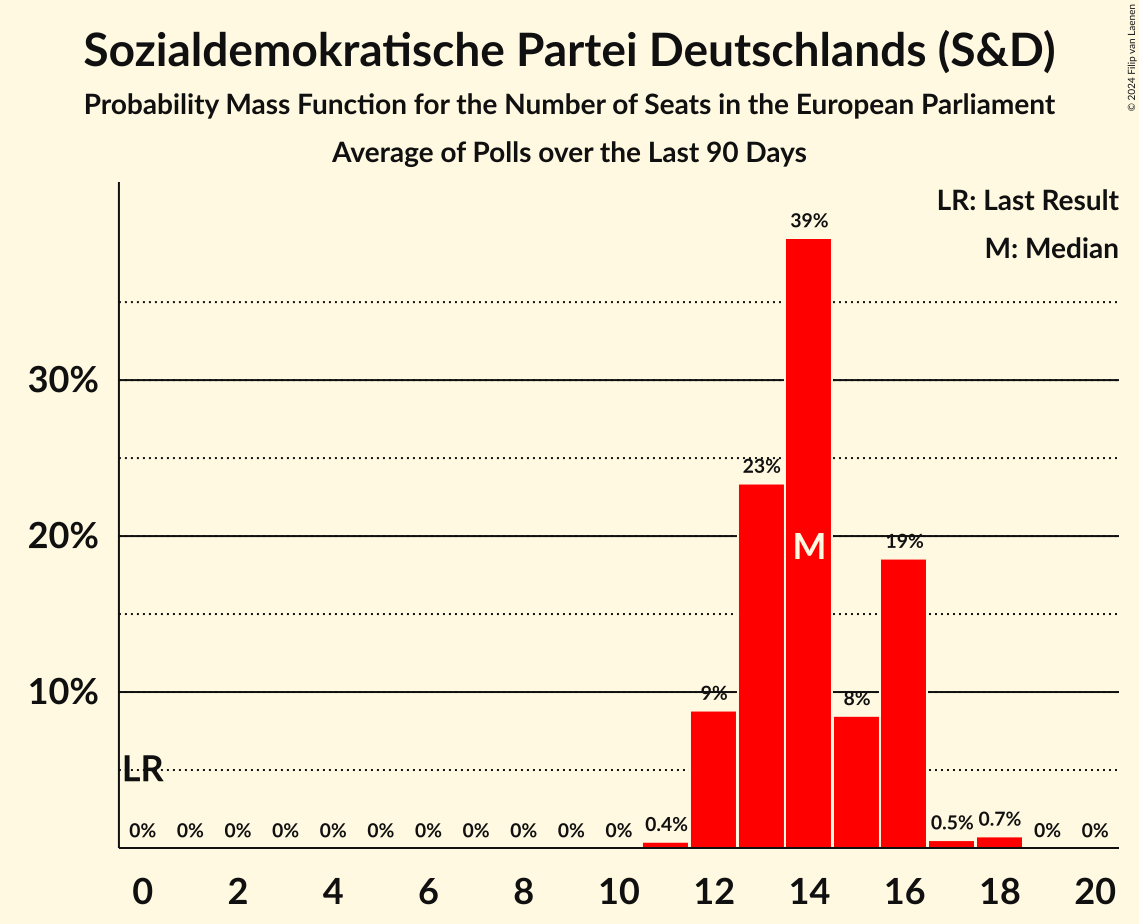 Sozialdemokratische Partei Deutschlands (S&D)
Probability Mass Function for the Number of Seats in the European Parliament
Average of Polls over the Last 90 Days
© 2024 Filip van Laenen
LR: Last Result
M: Median
39%
30%
23%
20%
M
19%
10%
9%
8%
LR
0% 0% 0% 0% 0% 0% 0% 0% 0% 0% 0% 0.4% 0.5% 0.7% 0% 0%
0 2 4 6 8 10 12 14 16 18 20